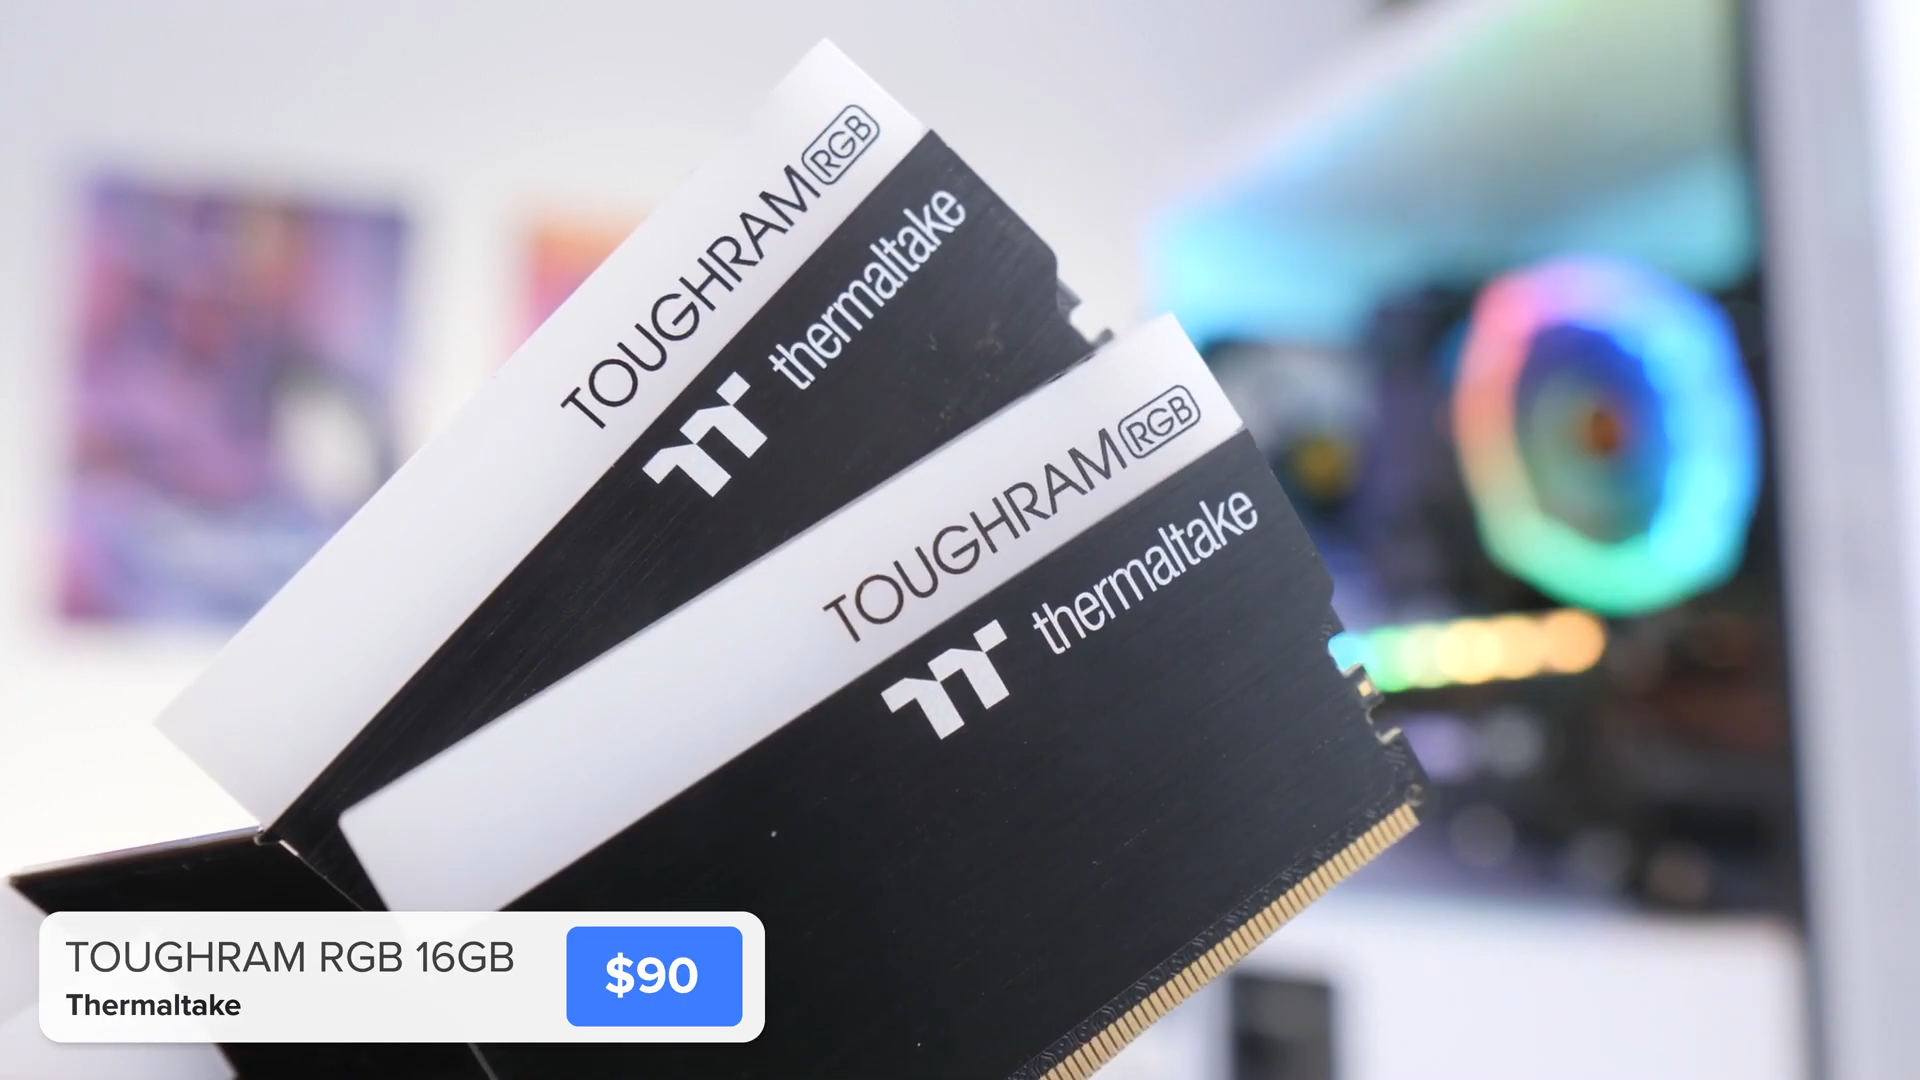 TOUGHRAM RGB
thermaltake
TOUGHRAM RGB
thermaltake
TOUGHRAM RGB 16GB
Thermaltake
$90